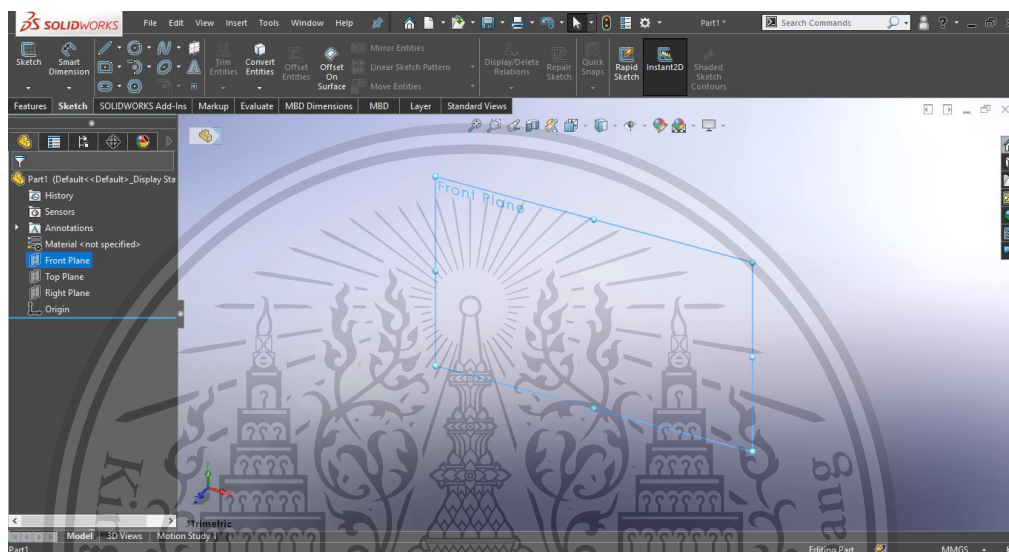 SOLIDWORKS File Edit View Insert Tools Window Help Part1 * Search Commands
Sketch Smart Dimension Trim Entities Convert Entities Offset Entities Offset On Surface Mirror Entities Linear Sketch Pattern Move Entities Display/Delete Relations Repair Sketch Quick Snaps Rapid Sketch Instant2D Shaded Sketch Contours
Features Sketch SOLIDWORKS Add-Ins Markup Evaluate MBD Dimensions MBD Layer Standard Views
Part1 (Default<<Default>_Display Sta
History
Sensors
Annotations
Material <not specified>
Front Plane
Top Plane
Right Plane
Origin
Front Plane
*Trimetric
Model 3D Views Motion Study 1
Part1 Editing Part MMGS